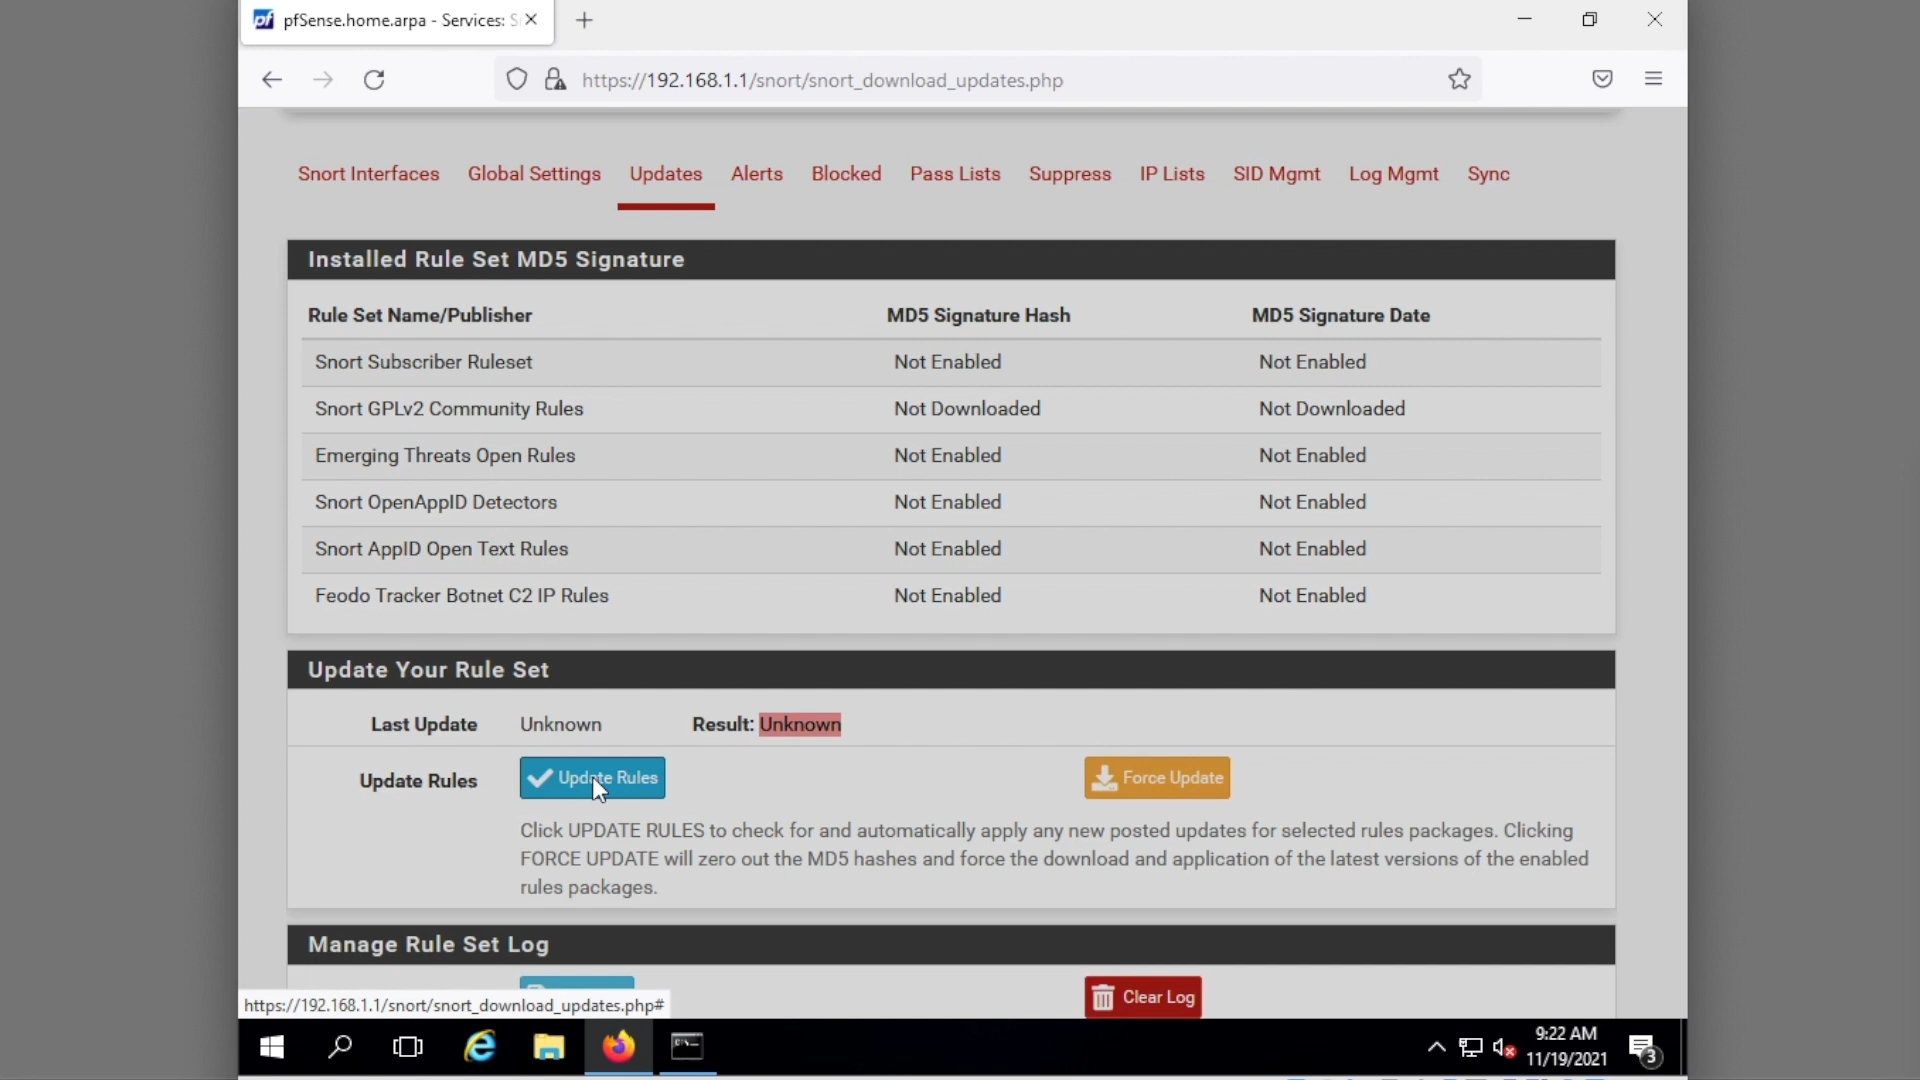 pfSense.home.arpa - Services: S
https://192.168.1.1/snort/snort_download_updates.php
Snort Interfaces Global Settings Updates Alerts Blocked Pass Lists Suppress IP Lists SID Mgmt Log Mgmt Sync
Installed Rule Set MD5 Signature
Rule Set Name/Publisher MD5 Signature Hash MD5 Signature Date
Snort Subscriber Ruleset Not Enabled Not Enabled
Snort GPLv2 Community Rules Not Downloaded Not Downloaded
Emerging Threats Open Rules Not Enabled Not Enabled
Snort OpenAppID Detectors Not Enabled Not Enabled
Snort AppID Open Text Rules Not Enabled Not Enabled
Feodo Tracker Botnet C2 IP Rules Not Enabled Not Enabled
Update Your Rule Set
Last Update Unknown Result: Unknown
Update Rules Update Rules Force Update
Click UPDATE RULES to check for and automatically apply any new posted updates for selected rules packages. Clicking
FORCE UPDATE will zero out the MD5 hashes and force the download and application of the latest versions of the enabled
rules packages.
Manage Rule Set Log
Clear Log
https://192.168.1.1/snort/snort_download_updates.php#
9:22 AM
11/19/2021
3